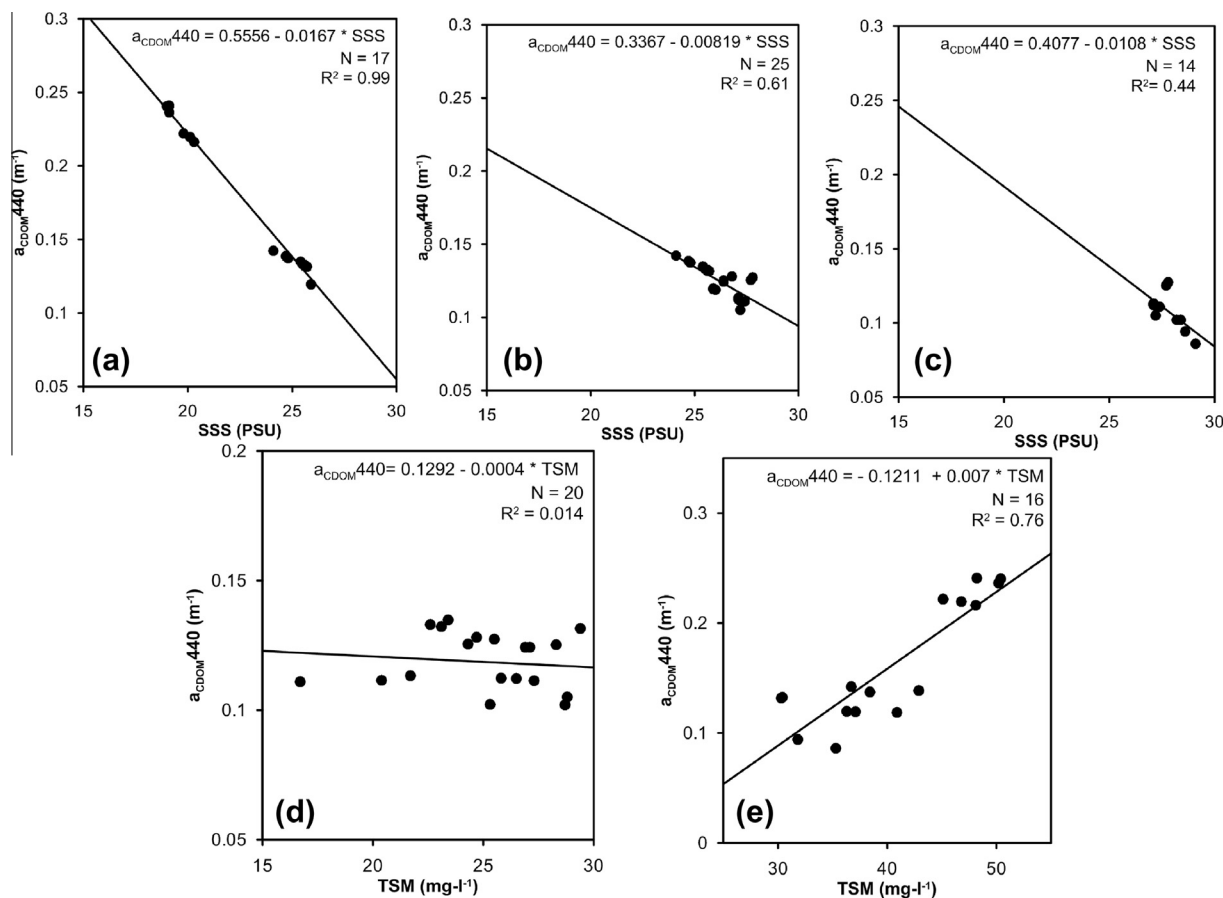 a_CDOM440 = 0.5556 - 0.0167 * SSS
N = 17
R² = 0.99
0.3
0.25
0.2
0.15
0.1
0.05
a_CDOM440 (m⁻¹)
(a)
15
20
25
30
SSS (PSU)
a_CDOM440 = 0.3367 - 0.00819 * SSS
N = 25
R² = 0.61
0.3
0.25
0.2
0.15
0.1
0.05
a_CDOM440 (m⁻¹)
(b)
15
20
25
30
SSS (PSU)
a_CDOM440 = 0.4077 - 0.0108 * SSS
N = 14
R²= 0.44
0.3
0.25
0.2
0.15
0.1
0.05
a_CDOM440 (m⁻¹)
(c)
15
20
25
30
SSS (PSU)
a_CDOM440= 0.1292 - 0.0004 * TSM
N = 20
R² = 0.014
0.2
0.15
0.1
0.05
a_CDOM440 (m⁻¹)
(d)
15
20
25
30
TSM (mg-l⁻¹)
a_CDOM440 = - 0.1211 + 0.007 * TSM
N = 16
R² = 0.76
0.3
0.2
0.1
0
a_CDOM440 (m⁻¹)
(e)
30
40
50
TSM (mg-l⁻¹)